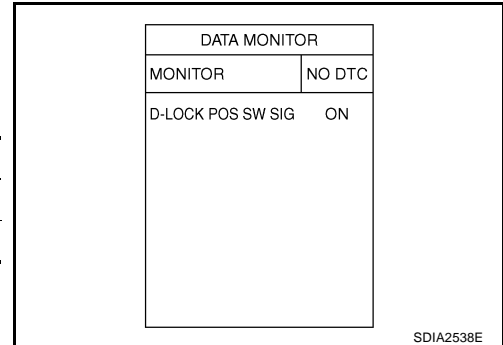 DATA MONITOR
MONITOR NO DTC
D-LOCK POS SW SIG ON
SDIA2538E